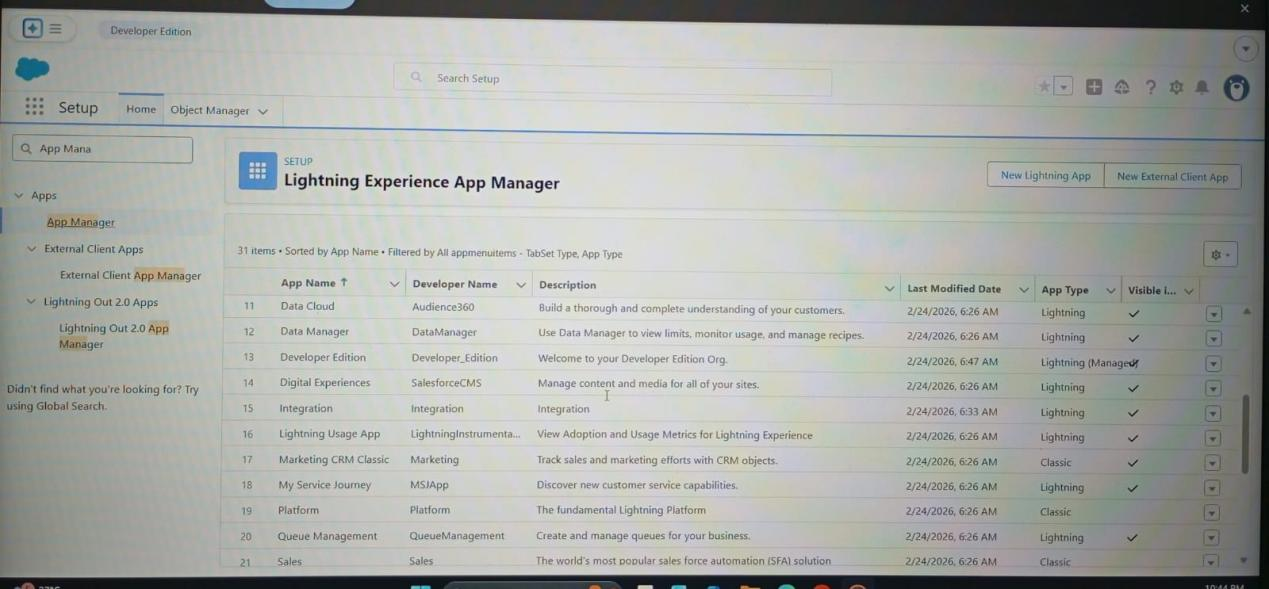 Developer Edition
Search Setup
Setup Home Object Manager
App Mana
SETUP
Lightning Experience App Manager
New Lightning App New External Client App
Apps
App Manager
External Client Apps
External Client App Manager
Lightning Out 2.0 Apps
Lightning Out 2.0 App
Manager
Didn't find what you're looking for? Try
using Global Search.
31 items • Sorted by App Name • Filtered by All appmenuitems - TabSet Type, App Type
App Name ↑ Developer Name Description Last Modified Date App Type Visible i...
11 Data Cloud Audience360 Build a thorough and complete understanding of your customers. 2/24/2026, 6:26 AM Lightning
12 Data Manager DataManager Use Data Manager to view limits, monitor usage, and manage recipes. 2/24/2026, 6:26 AM Lightning
13 Developer Edition Developer_Edition Welcome to your Developer Edition Org. 2/24/2026, 6:47 AM Lightning (Managed)
14 Digital Experiences SalesforceCMS Manage content and media for all of your sites. 2/24/2026, 6:26 AM Lightning
15 Integration Integration Integration 2/24/2026, 6:33 AM Lightning
16 Lightning Usage App LightningInstrumenta... View Adoption and Usage Metrics for Lightning Experience 2/24/2026, 6:26 AM Lightning
17 Marketing CRM Classic Marketing Track sales and marketing efforts with CRM objects. 2/24/2026, 6:26 AM Classic
18 My Service Journey MSJApp Discover new customer service capabilities. 2/24/2026, 6:26 AM Lightning
19 Platform Platform The fundamental Lightning Platform 2/24/2026, 6:26 AM Classic
20 Queue Management QueueManagement Create and manage queues for your business. 2/24/2026, 6:26 AM Lightning
21 Sales Sales The world's most popular sales force automation (SFA) solution 2/24/2026, 6:26 AM Classic